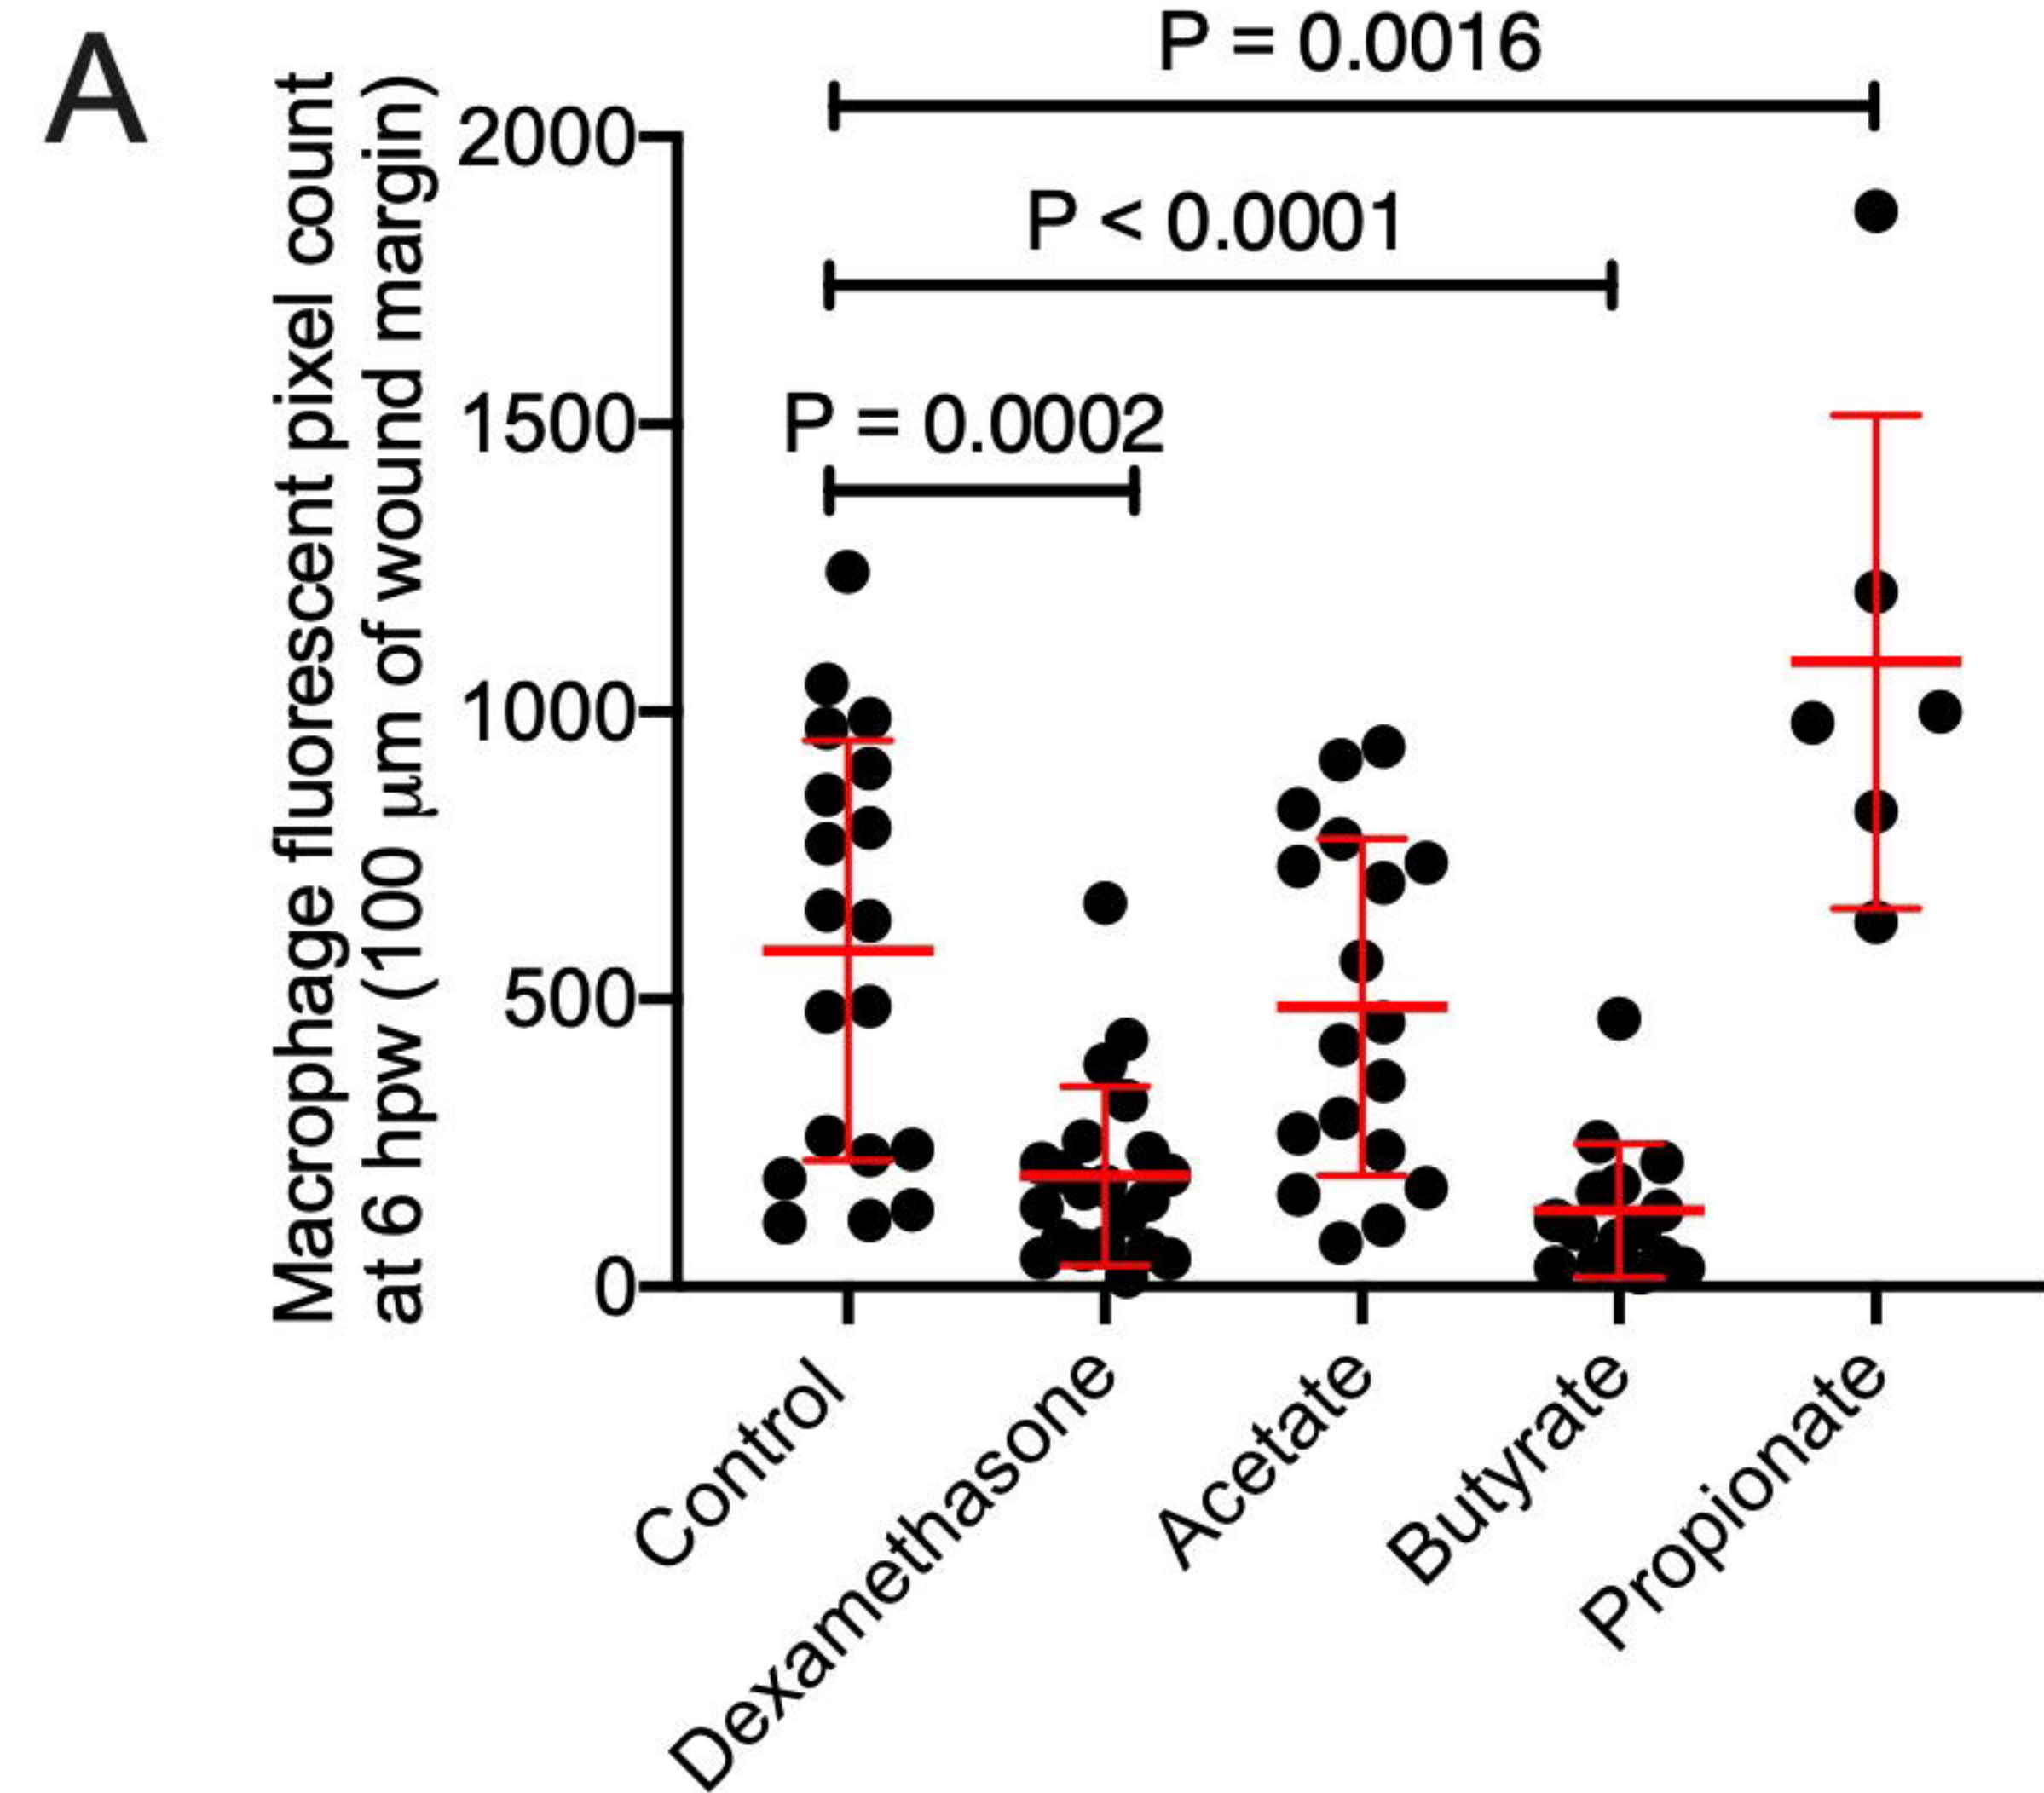 A
P = 0.0016
P < 0.0001
P = 0.0002
Macrophage fluorescent pixel count
at 6 hpw (100 μm of wound margin)
2000
1500
1000
500
0
Control
Dexamethasone
Acetate
Butyrate
Propionate